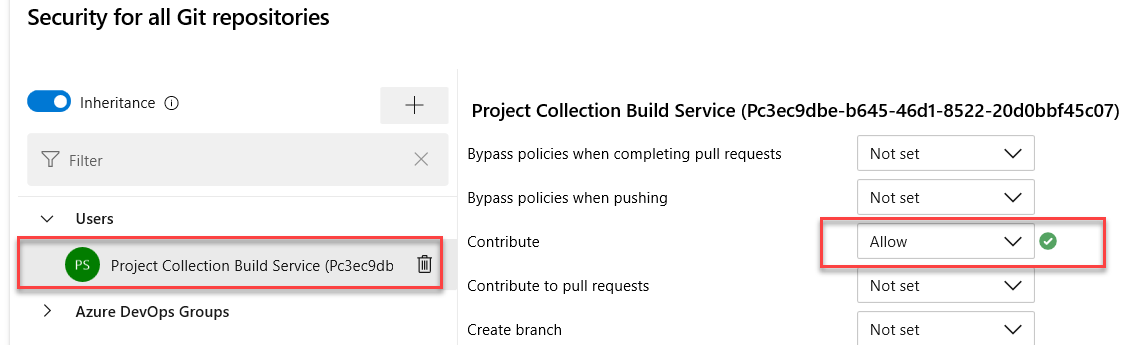 Security for all Git repositories
Inheritance
Filter
Users
PS Project Collection Build Service (Pc3ec9db
Azure DevOps Groups
Project Collection Build Service (Pc3ec9dbe-b645-46d1-8522-20d0bbf45c07)
Bypass policies when completing pull requests Not set
Bypass policies when pushing Not set
Contribute Allow
Contribute to pull requests Not set
Create branch Not set